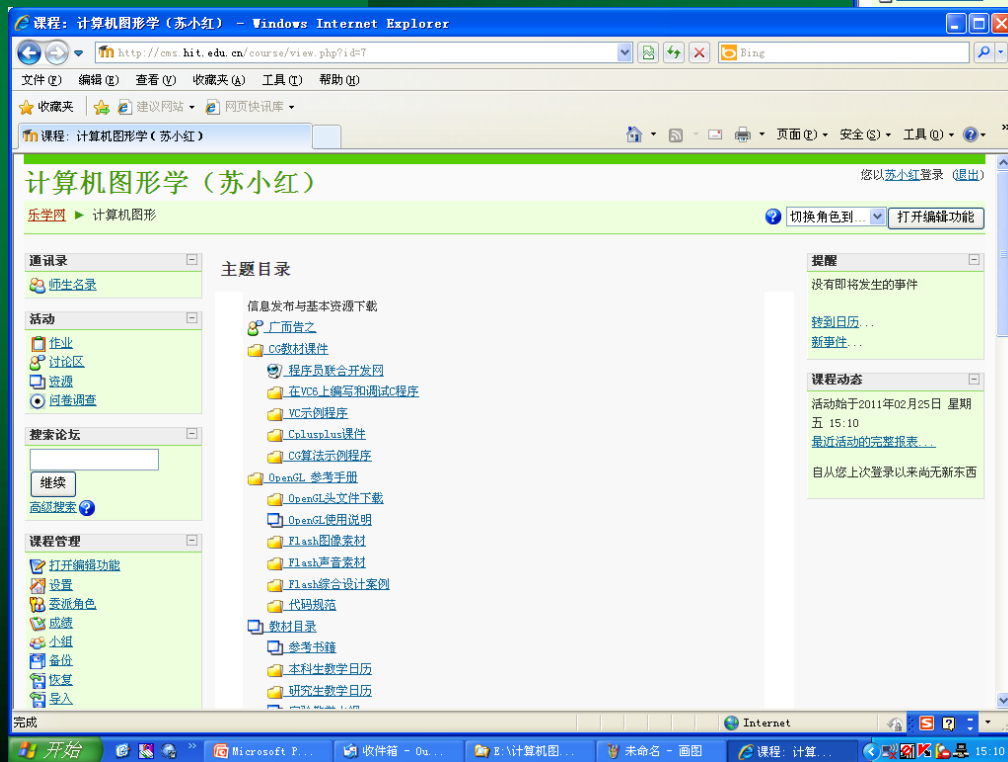 课程: 计算机图形学(苏小红) - Windows Internet Explorer
http://cms.hit.edu.cn/course/view.php?id=7
Bing
文件(F) 编辑(E) 查看(V) 收藏夹(A) 工具(T) 帮助(H)
收藏夹 建议网站 网页快讯库
课程: 计算机图形学(苏小红)
页面(P) 安全(S) 工具(O)
计算机图形学(苏小红)
您以苏小红登录 (退出)
乐学网 ► 计算机图形
切换角色到... 打开编辑功能
通讯录
师生名录
活动
作业
讨论区
资源
问卷调查
搜索论坛
继续
高级搜索
课程管理
打开编辑功能
设置
委派角色
成绩
小组
备份
恢复
导入
主题目录
信息发布与基本资源下载
广而告之
CG教材课件
程序员联合开发网
在VC6上编写和调试C程序
VC示例程序
Cplusplus课件
CG算法示例程序
OpenGL 参考手册
OpenGL头文件下载
OpenGL使用说明
Flash图像素材
Flash声音素材
Flash综合设计案例
代码规范
教材目录
参考书籍
本科生教学日历
研究生教学日历
提醒
没有即将发生的事件
转到日历...
新事件...
课程动态
活动始于2011年02月25日 星期
五 15:10
最近活动的完整报表...
自从您上次登录以来尚无新东西
完成
Internet
开始 Microsoft P... 收件箱 - Ou... E:\计算机图... 未命名 - 画图 课程: 计算... 15:10